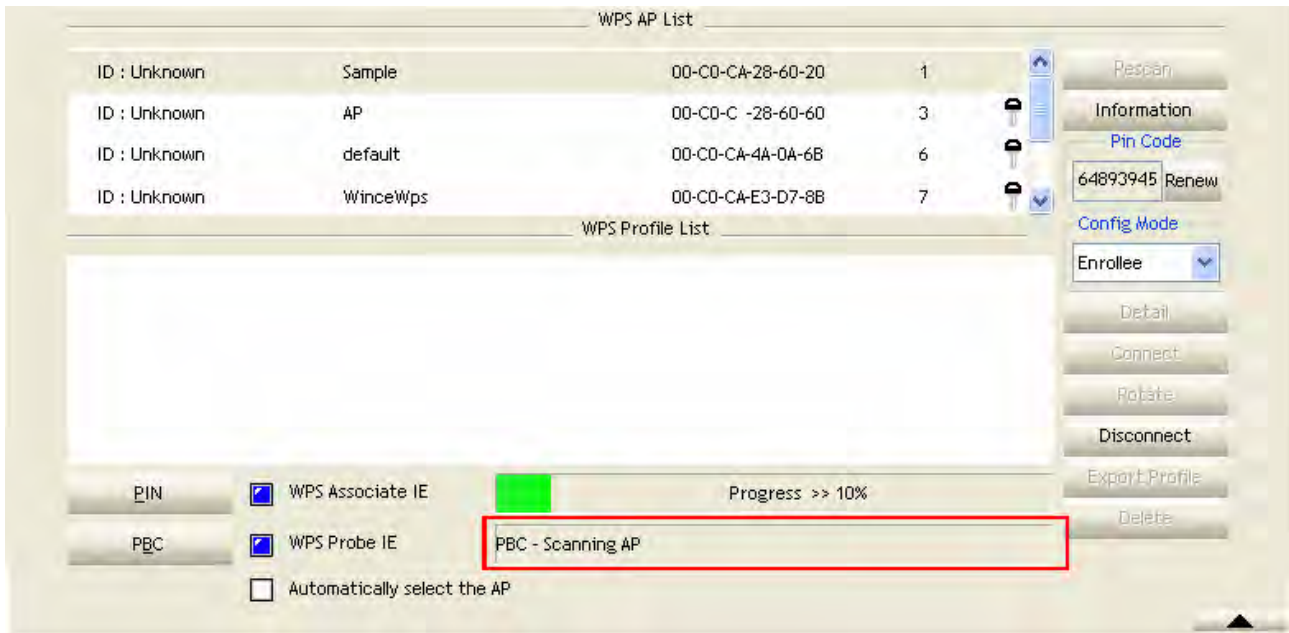 WPS AP List
ID : Unknown Sample 00-C0-CA-28-60-20 1
ID : Unknown AP 00-C0-C -28-60-60 3
ID : Unknown default 00-C0-CA-4A-0A-6B 6
ID : Unknown WinceWps 00-C0-CA-E3-D7-8B 7
Rescan
Information
Pin Code
64893945 Renew
WPS Profile List
Config Mode
Enrollee
Detail
Connect
Rotate
Disconnect
Export Profile
Delete
PIN WPS Associate IE Progress >> 10%
PBC WPS Probe IE PBC - Scanning AP
Automatically select the AP